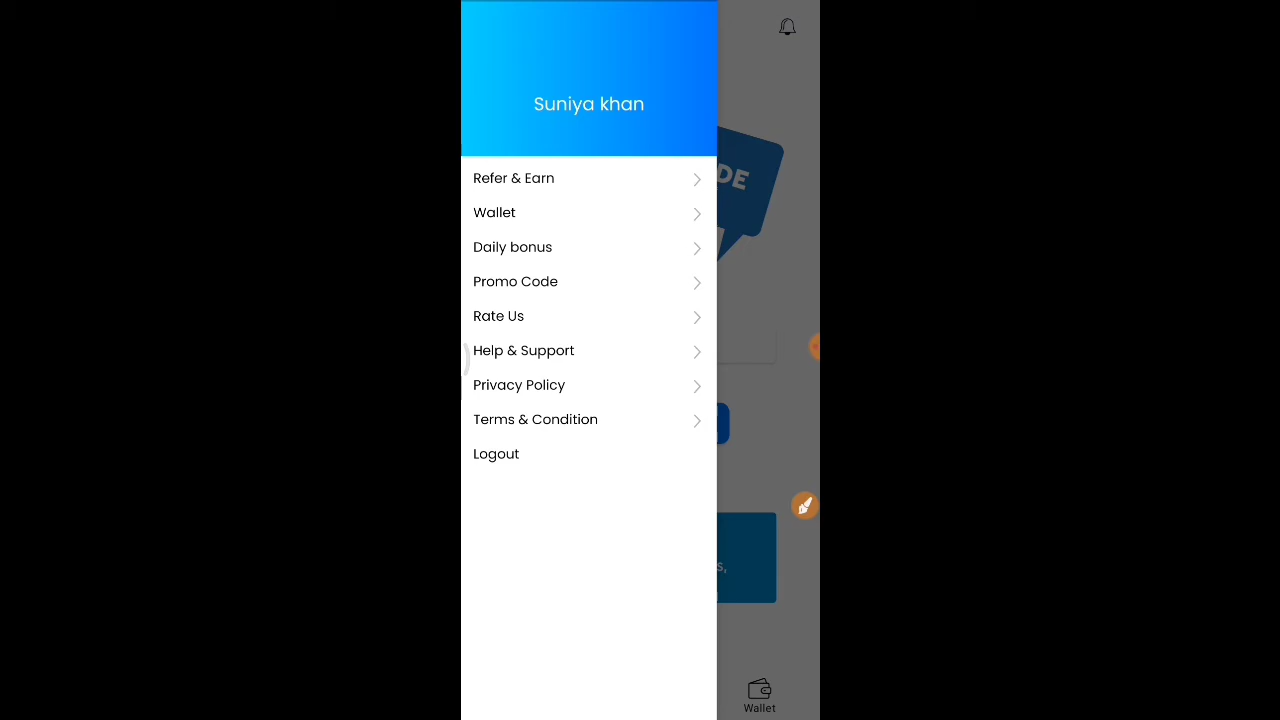 Suniya khan
Refer & Earn
Wallet
Daily bonus
Promo Code
Rate Us
Help & Support
Privacy Policy
Terms & Condition
Logout
DE
s,
Wallet